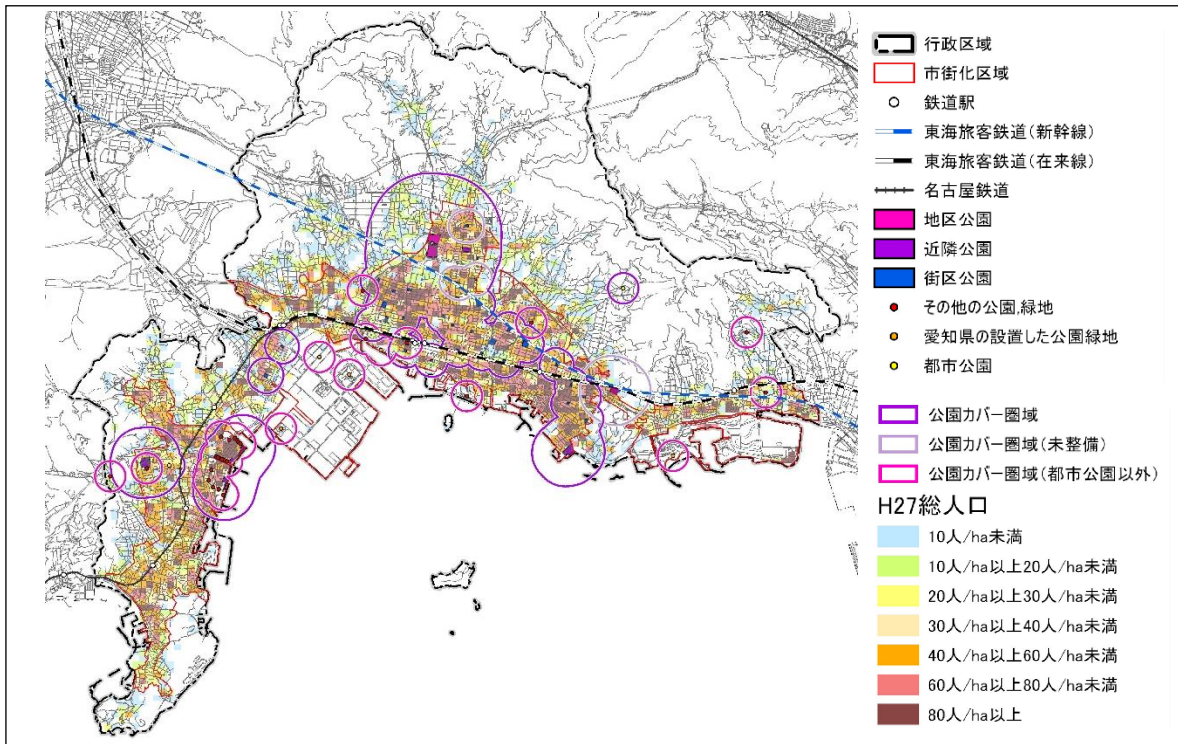 行政区域
市街化区域
鉄道駅
東海旅客鉄道(新幹線)
東海旅客鉄道(在来線)
名古屋鉄道
地区公園
近隣公園
街区公園
その他の公園,緑地
愛知県の設置した公園緑地
都市公園
公園カバー圏域
公園カバー圏域(未整備)
公園カバー圏域(都市公園以外)
H27総人口
10人/ha未満
10人/ha以上20人/ha未満
20人/ha以上30人/ha未満
30人/ha以上40人/ha未満
40人/ha以上60人/ha未満
60人/ha以上80人/ha未満
80人/ha以上